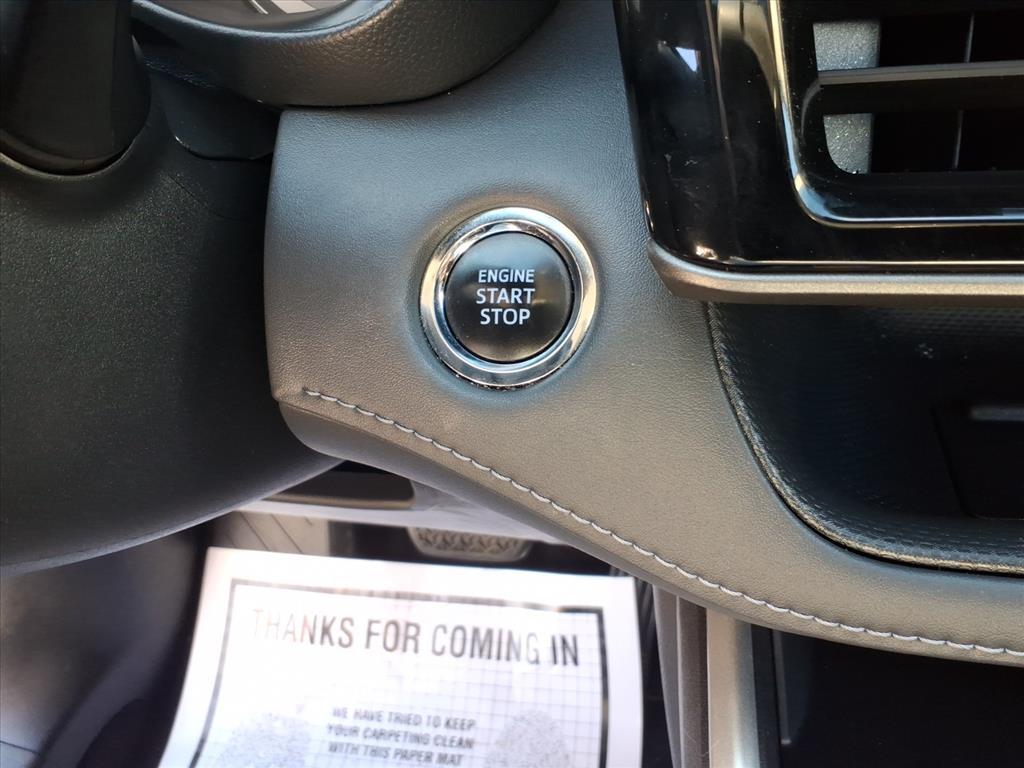 ENGINE
START
STOP
THANKS FOR COMING IN
WE HAVE TRIED TO KEEP
YOUR CARPETING CLEAN
WITH THIS PAPER MAT